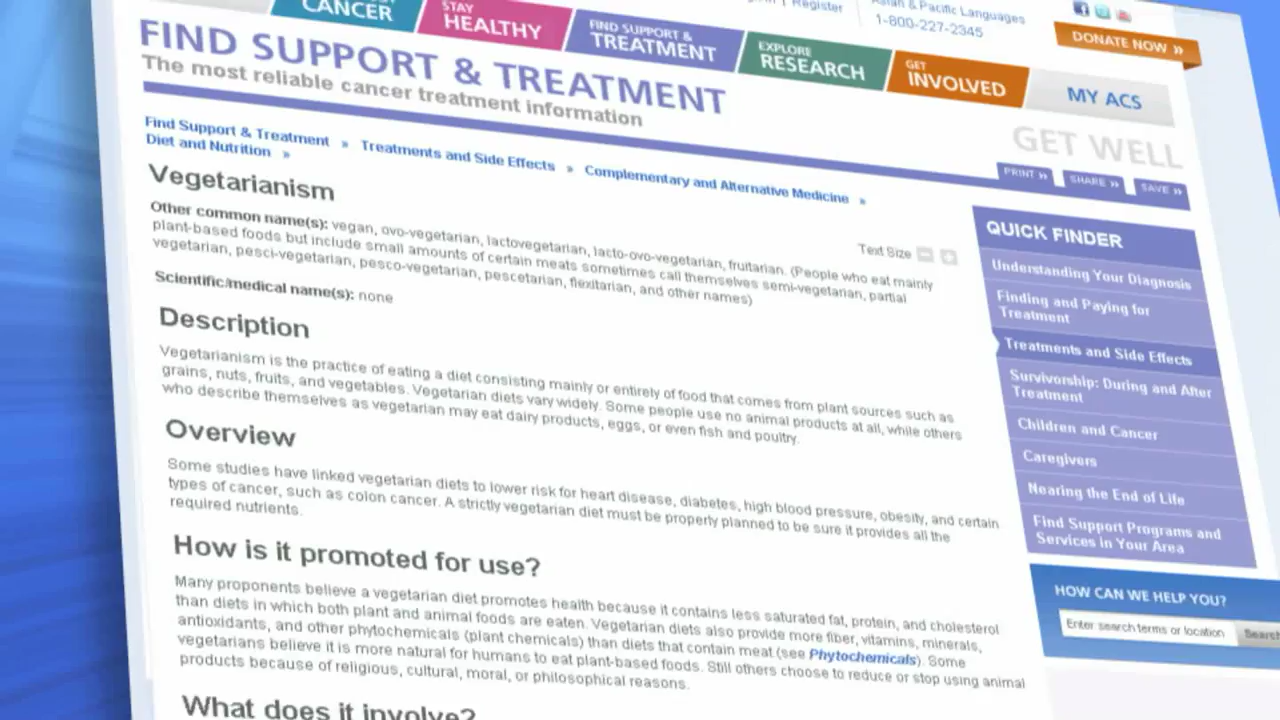 CANCER
STAY
HEALTHY
FIND SUPPORT &
TREATMENT
EXPLORE
RESEARCH
GET
INVOLVED
MY ACS
Register
Asian & Pacific Languages
1-800-227-2345
DONATE NOW »
FIND SUPPORT & TREATMENT
The most reliable cancer treatment information
GET WELL
PRINT »
SHARE »
SAVE »
Find Support & Treatment » Treatments and Side Effects » Complementary and Alternative Medicine »
Diet and Nutrition »
Vegetarianism
Text Size
Other common name(s): vegan, ovo-vegetarian, lactovegetarian, lacto-ovo-vegetarian, fruitarian. (People who eat mainly
plant-based foods but include small amounts of certain meats sometimes call themselves semi-vegetarian, partial
vegetarian, pesci-vegetarian, pesco-vegetarian, pescetarian, flexitarian, and other names)
Scientific/medical name(s): none
Description
Vegetarianism is the practice of eating a diet consisting mainly or entirely of food that comes from plant sources such as
grains, nuts, fruits, and vegetables. Vegetarian diets vary widely. Some people use no animal products at all, while others
who describe themselves as vegetarian may eat dairy products, eggs, or even fish and poultry.
Overview
Some studies have linked vegetarian diets to lower risk for heart disease, diabetes, high blood pressure, obesity, and certain
types of cancer, such as colon cancer. A strictly vegetarian diet must be properly planned to be sure it provides all the
required nutrients.
How is it promoted for use?
Many proponents believe a vegetarian diet promotes health because it contains less saturated fat, protein, and cholesterol
than diets in which both plant and animal foods are eaten. Vegetarian diets also provide more fiber, vitamins, minerals,
antioxidants, and other phytochemicals (plant chemicals) than diets that contain meat (see Phytochemicals). Some
vegetarians believe it is more natural for humans to eat plant-based foods. Still others choose to reduce or stop using animal
products because of religious, cultural, moral, or philosophical reasons.
What does it involve?
QUICK FINDER
Understanding Your Diagnosis
Finding and Paying for
Treatment
Treatments and Side Effects
Survivorship: During and After
Treatment
Children and Cancer
Caregivers
Nearing the End of Life
Find Support Programs and
Services in Your Area
HOW CAN WE HELP YOU?
Enter search terms or location
Search